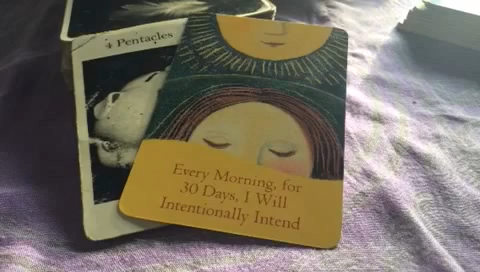 4 Pentacles
Every Morning, for
30 Days, I Will
Intentionally Intend